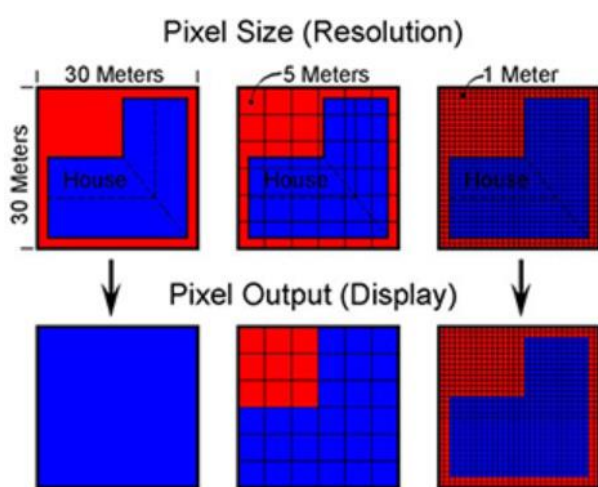 Pixel Size (Resolution)
30 Meters
5 Meters
1 Meter
30 Meters
House
House
House
Pixel Output (Display)